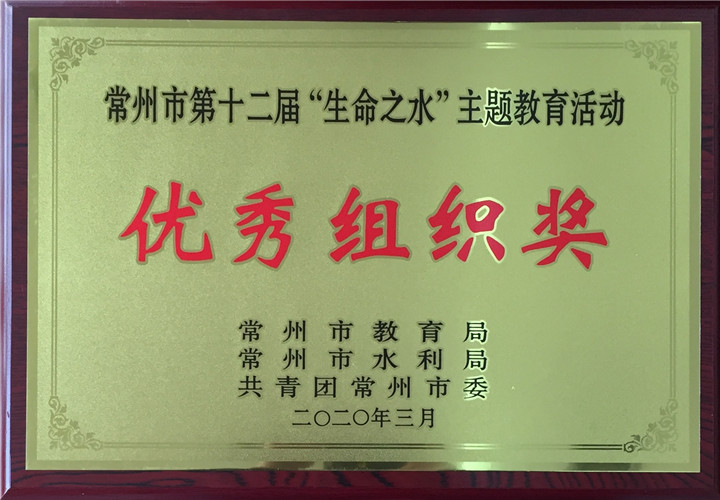 常州市第十二届“生命之水”主题教育活动
优秀组织奖
常州市教育局
常州市水利局
共青团常州市委
二〇二〇年三月